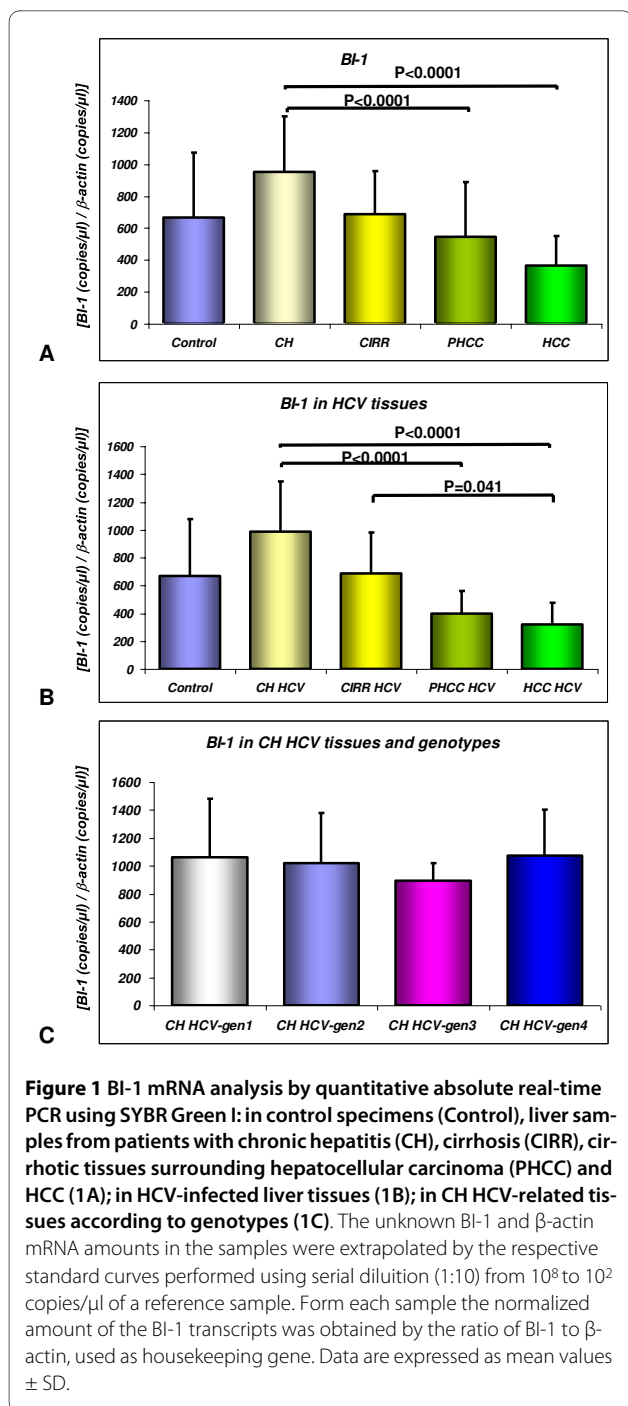 BI-1
P<0.0001
P<0.0001
[BI-1 (copies/µl) / β-actin (copies/µl)]
1400
1200
1000
800
600
400
200
0
Control CH CIRR PHCC HCC
A
BI-1 in HCV tissues
P<0.0001
P<0.0001
P=0.041
[BI-1 (copies/µl) / β-actin (copies/µl)]
1600
1400
1200
1000
800
600
400
200
0
Control CH HCV CIRR HCV PHCC HCV HCC HCV
B
BI-1 in CH HCV tissues and genotypes
[BI-1 (copies/µl) / β-actin (copies/µl)]
1600
1400
1200
1000
800
600
400
200
0
CH HCV-gen1 CH HCV-gen2 CH HCV-gen3 CH HCV-gen4
C
Figure 1 BI-1 mRNA analysis by quantitative absolute real-time
PCR using SYBR Green I: in control specimens (Control), liver sam-
ples from patients with chronic hepatitis (CH), cirrhosis (CIRR), cir-
rhotic tissues surrounding hepatocellular carcinoma (PHCC) and
HCC (1A); in HCV-infected liver tissues (1B); in CH HCV-related tis-
sues according to genotypes (1C). The unknown BI-1 and β-actin
mRNA amounts in the samples were extrapolated by the respective
standard curves performed using serial diluition (1:10) from 10⁸ to 10²
copies/µl of a reference sample. Form each sample the normalized
amount of the BI-1 transcripts was obtained by the ratio of BI-1 to β-
actin, used as housekeeping gene. Data are expressed as mean values
± SD.